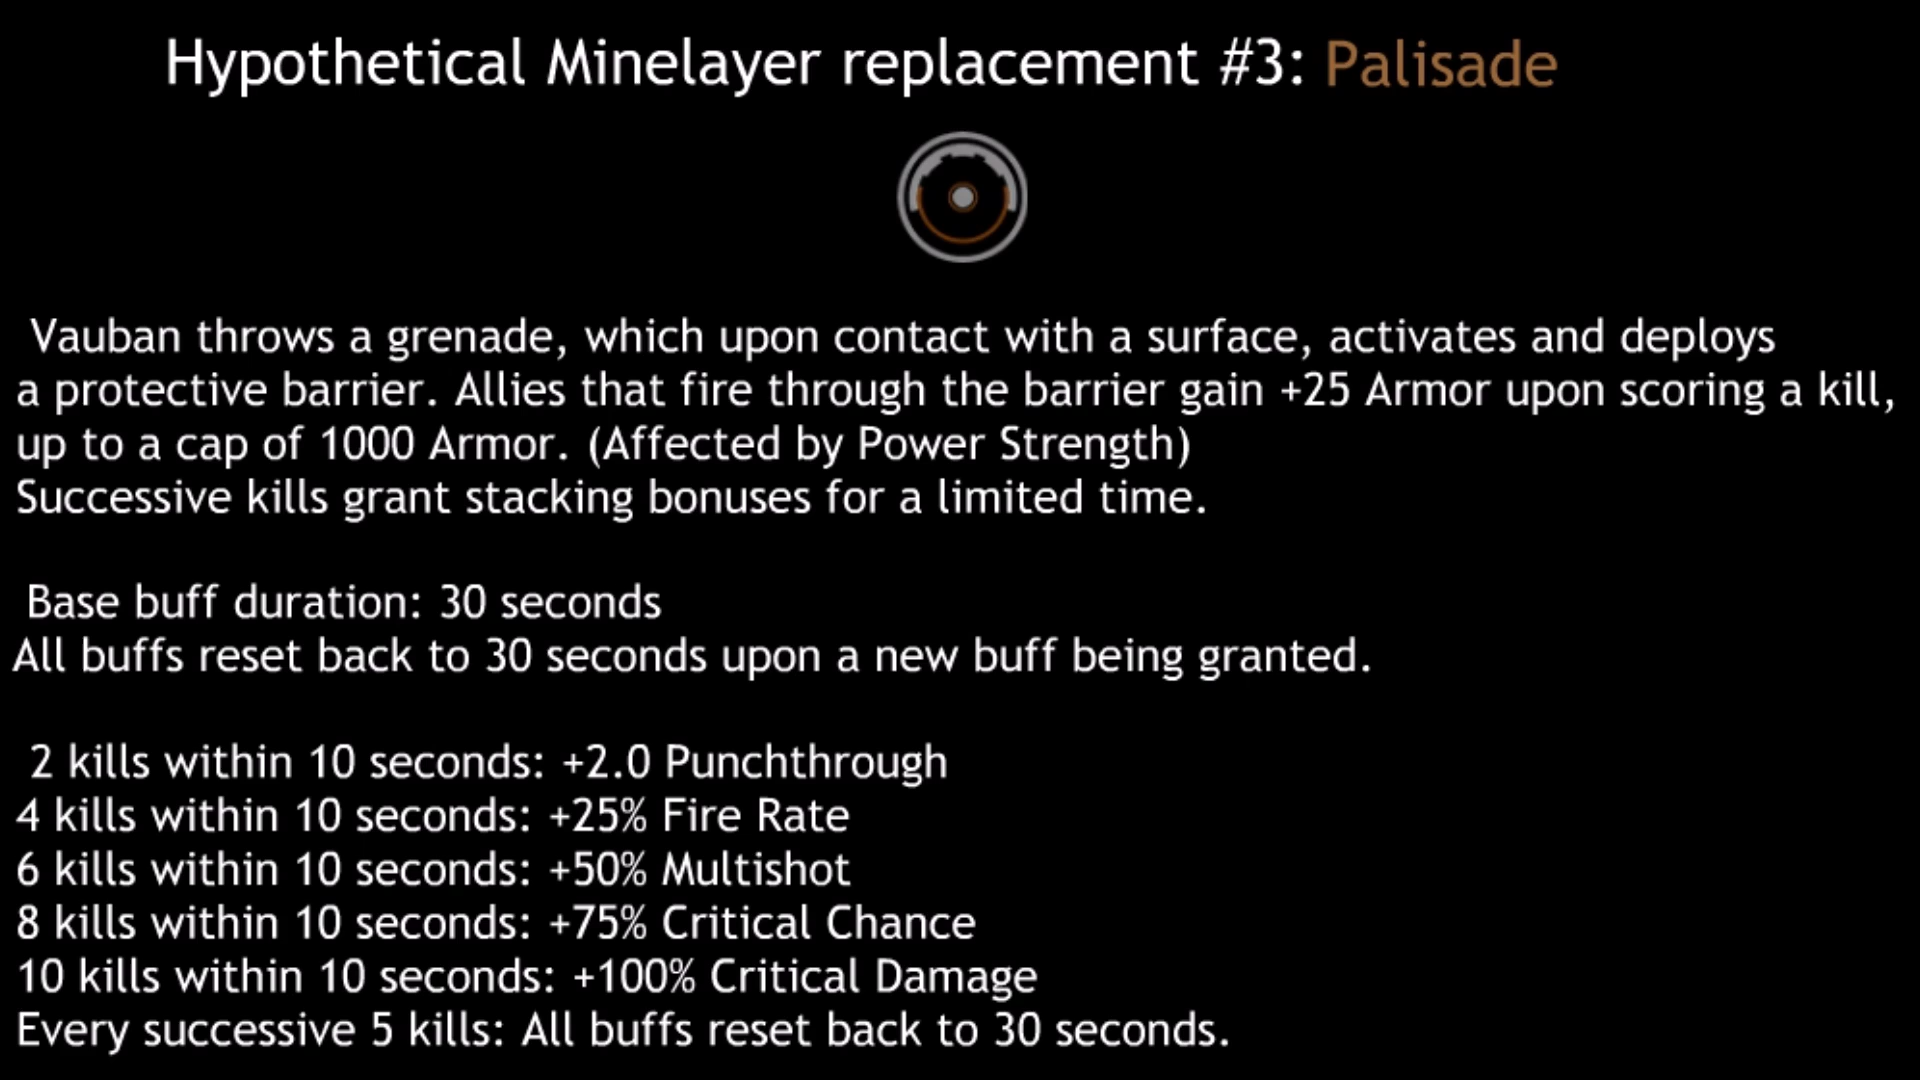 Hypothetical Minelayer replacement #3: Palisade
Vauban throws a grenade, which upon contact with a surface, activates and deploys
a protective barrier. Allies that fire through the barrier gain +25 Armor upon scoring a kill,
up to a cap of 1000 Armor. (Affected by Power Strength)
Successive kills grant stacking bonuses for a limited time.
Base buff duration: 30 seconds
All buffs reset back to 30 seconds upon a new buff being granted.
2 kills within 10 seconds: +2.0 Punchthrough
4 kills within 10 seconds: +25% Fire Rate
6 kills within 10 seconds: +50% Multishot
8 kills within 10 seconds: +75% Critical Chance
10 kills within 10 seconds: +100% Critical Damage
Every successive 5 kills: All buffs reset back to 30 seconds.